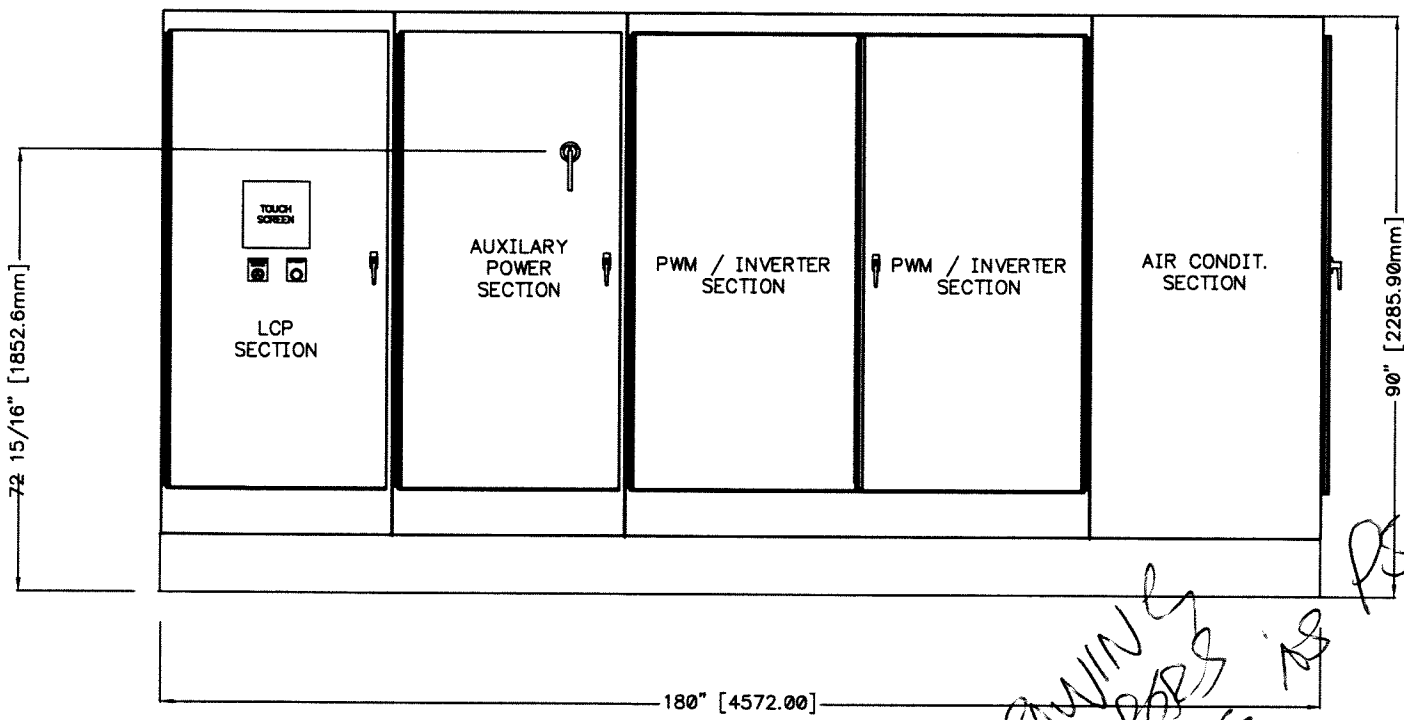 TOUCH
SCREEN
LCP
SECTION
AUXILARY
POWER
SECTION
PWM / INVERTER
SECTION
PWM / INVERTER
SECTION
AIR CONDIT.
SECTION
72 15/16" [1852.6mm]
90" [2285.90mm]
180" [4572.00]